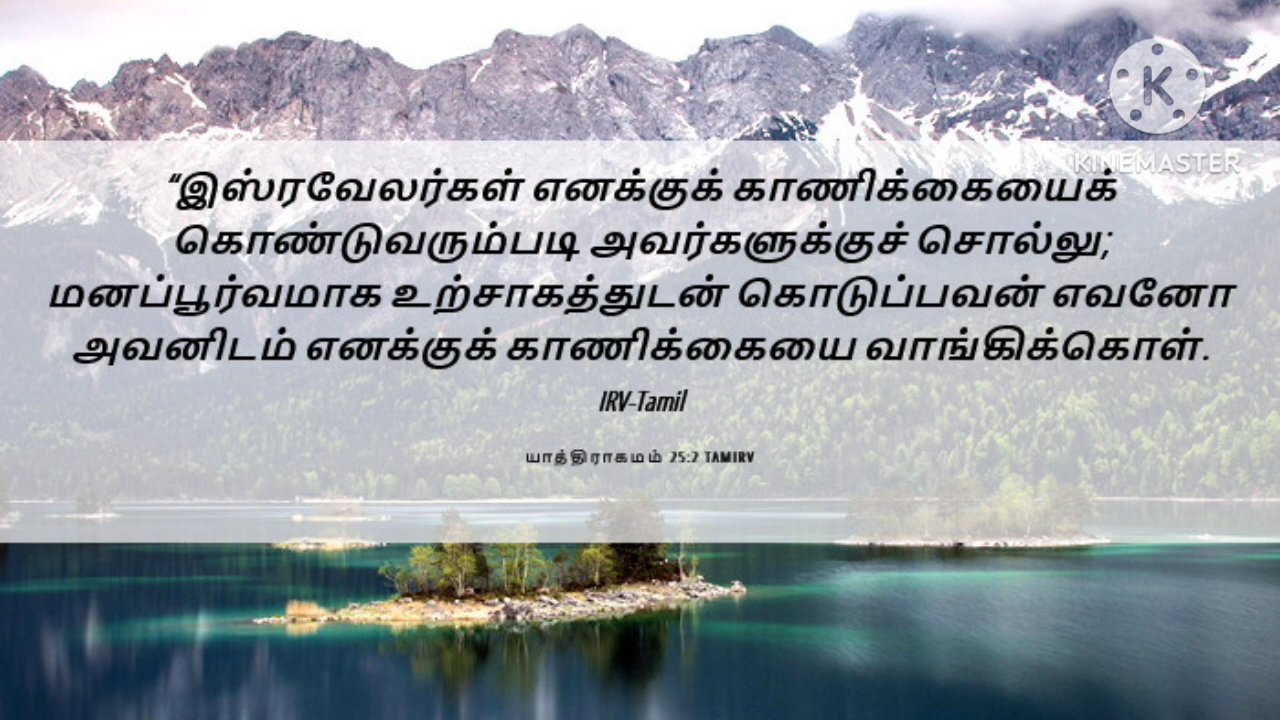 K
KINEMASTER
“இஸ்ரவேலர்கள் எனக்குக் காணிக்கையைக்
கொண்டுவரும்படி அவர்களுக்குச் சொல்லு;
மனப்பூர்வமாக உற்சாகத்துடன் கொடுப்பவன் எவனோ
அவனிடம் எனக்குக் காணிக்கையை வாங்கிக்கொள்.
IRV-Tamil
யாத்திராகமம் 25:2 TAMIRV